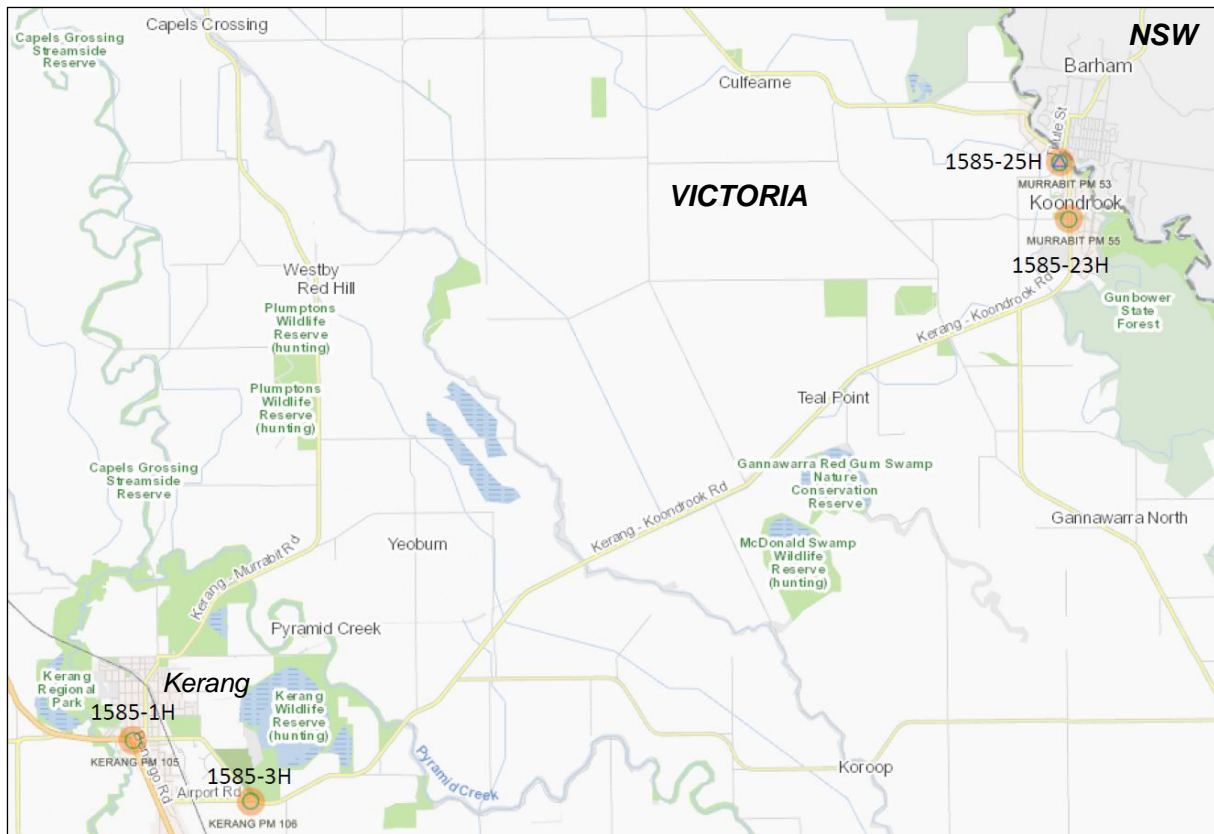 Capels Crossing
NSW
Capels Grossing
Streamside
Reserve
Barham
Culfearne
ule St
1585-25H
MURRABIT PM 53
VICTORIA
Koondrook
MURRABIT PM 55
1585-23H
Westby
Red Hill
Plumptons
Wildlife
Reserve
(hunting)
Kerang - Koondrook Rd
Gunbower
State
Forest
Plumptons
Wildlife
Reserve
(hunting)
Teal Point
Capels Grossing
Streamside
Reserve
Gannawarra Red Gum Swamp
Nature
Conservation
Reserve
Kerang - Koondrook Rd
Gannawarra North
Kerang - Murrabit Rd
Yeoburn
McDonald Swamp
Wildlife
Reserve
(hunting)
Pyramid Creek
Kerang
Regional
Park
Kerang
Kerang
Wildlife
Reserve
(hunting)
1585-1H
KERANG PM 105
1585-3H
Airport Rd
KERANG PM 106
Pyramid Creek
Koroop